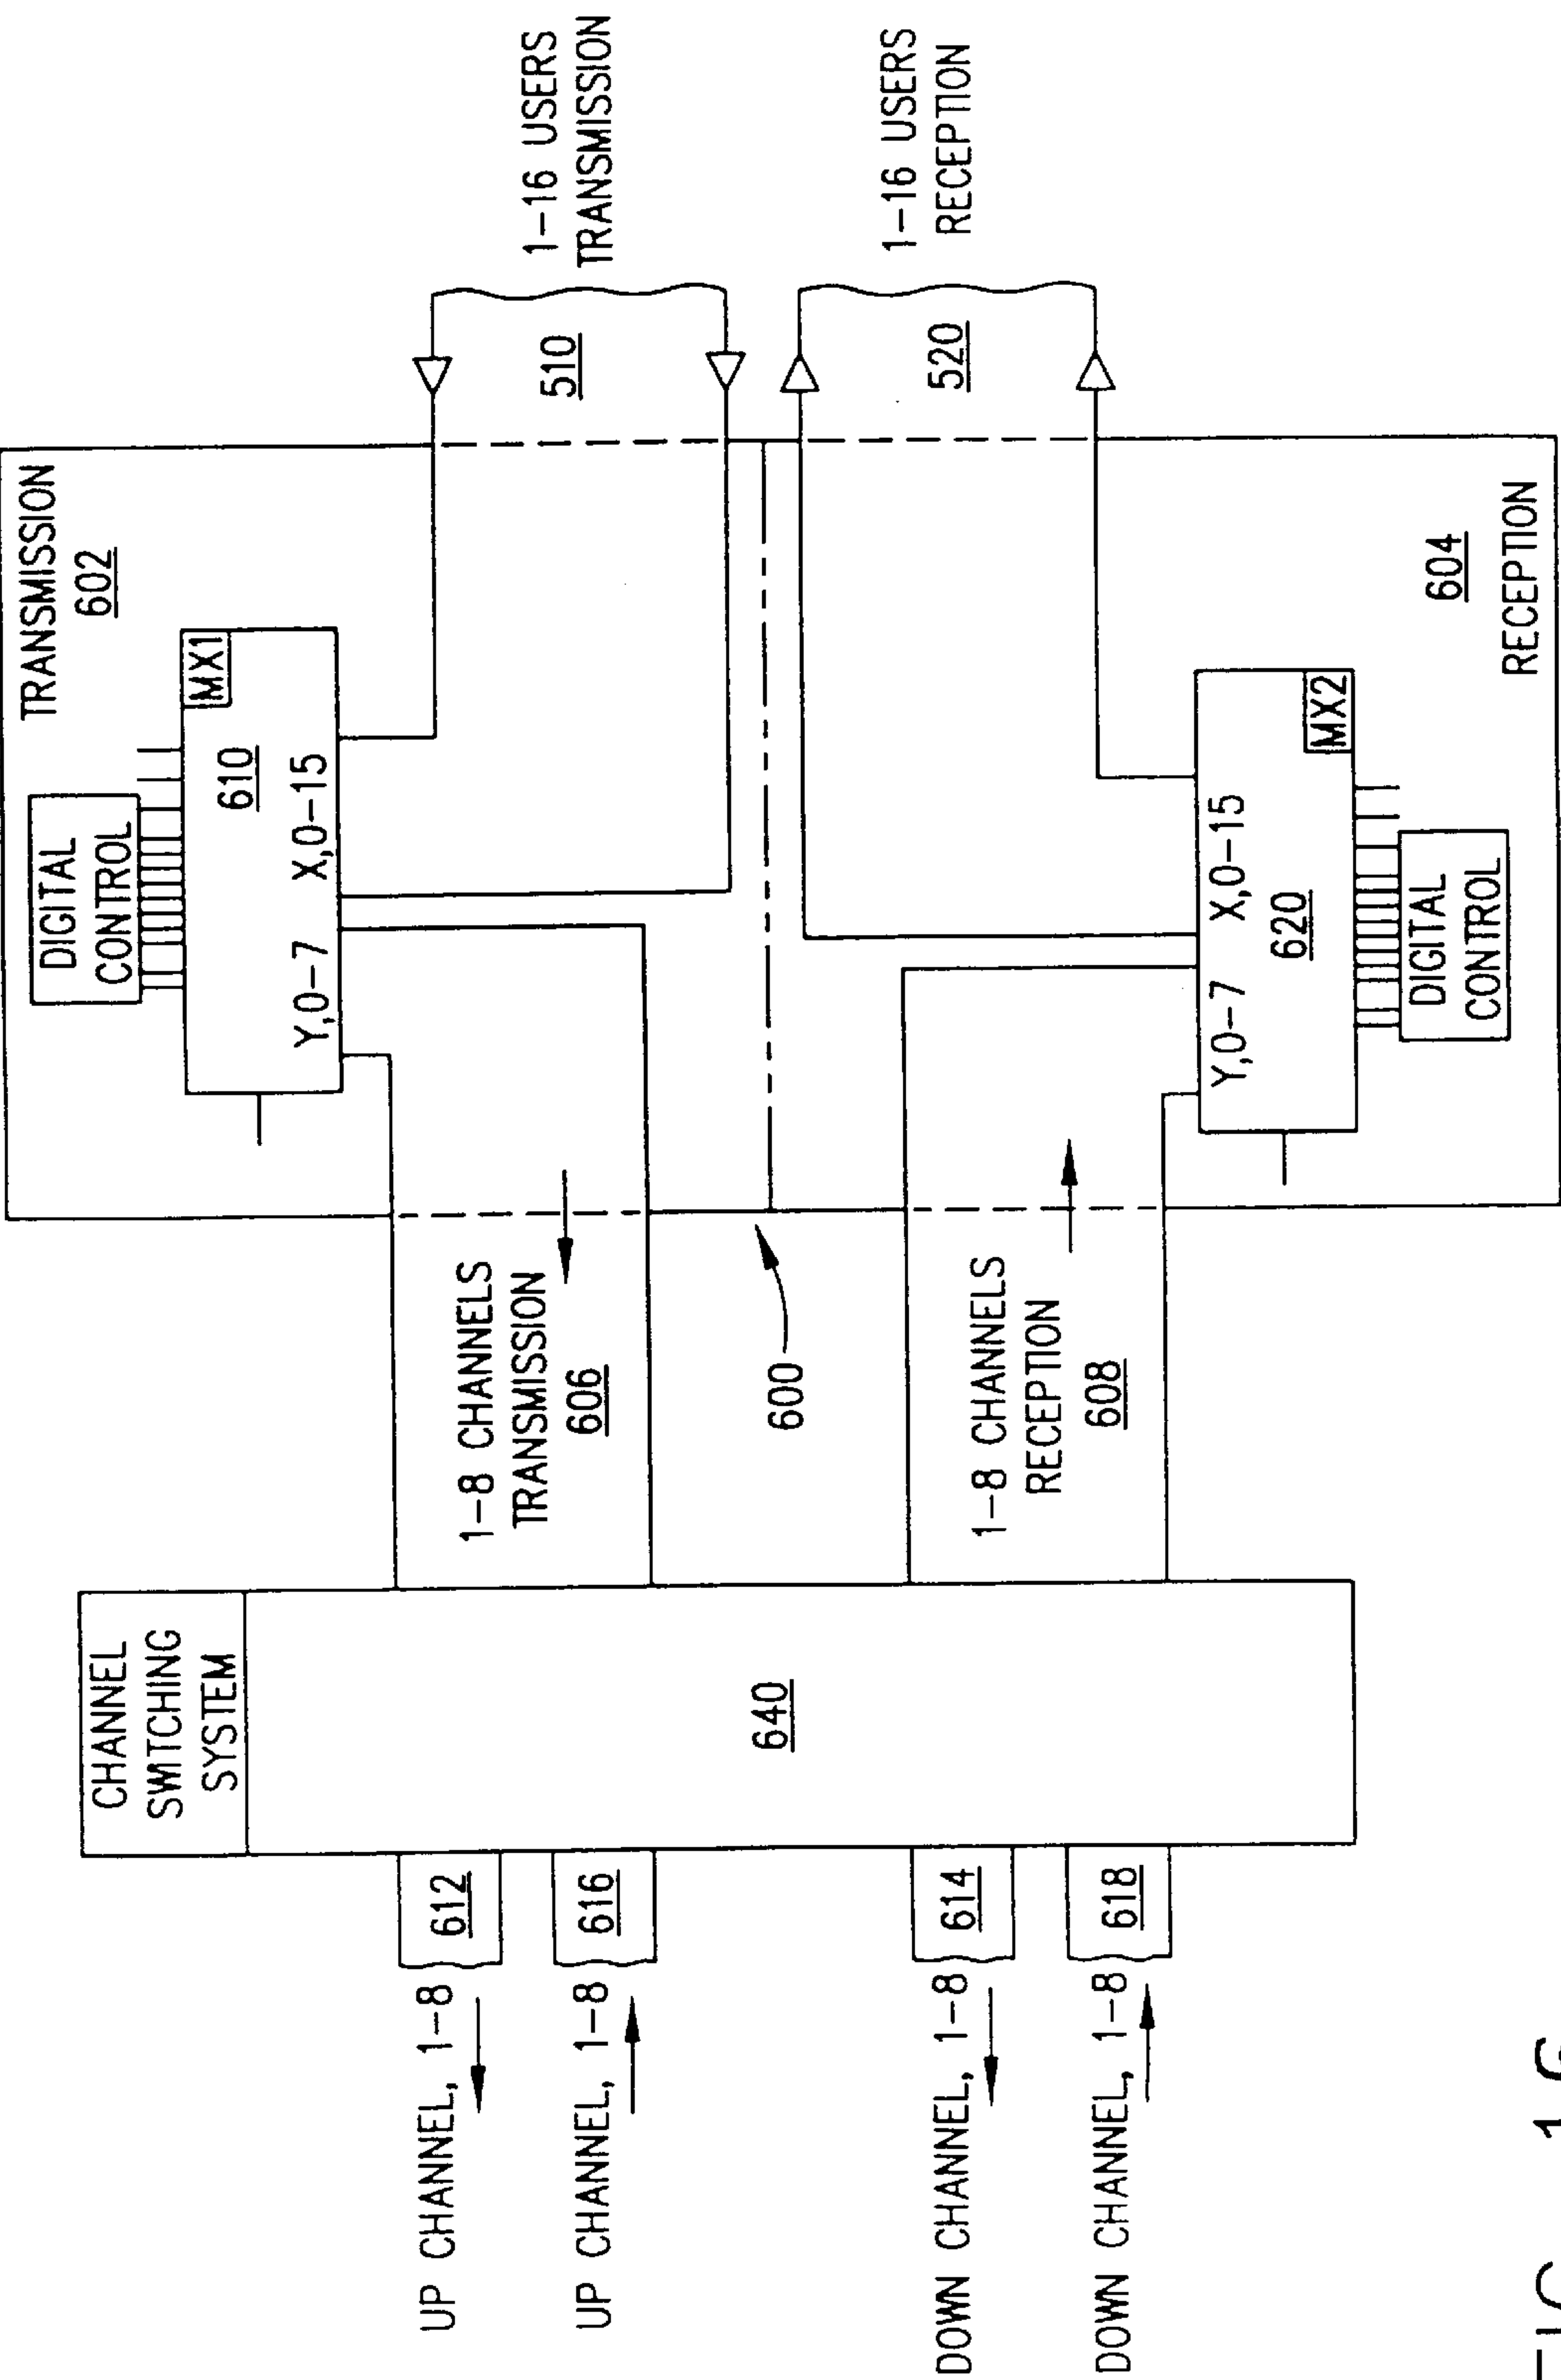 TRANSMISSION
602
DIGITAL
CONTROL
MX1
610
Y,0-7 X,0-15
1-16 USERS
TRANSMISSION
510
1-16 USERS
RECEPTION
520
CHANNEL
SWITCHING
SYSTEM
640
1-8 CHANNELS
TRANSMISSION
606
600
1-8 CHANNELS
RECEPTION
608
UP CHANNEL, 1-8
612
UP CHANNEL, 1-8
616
DOWN CHANNEL, 1-8
614
DOWN CHANNEL, 1-8
618
Y,0-7 X,0-15
620
MX2
DIGITAL
CONTROL
604
RECEPTION